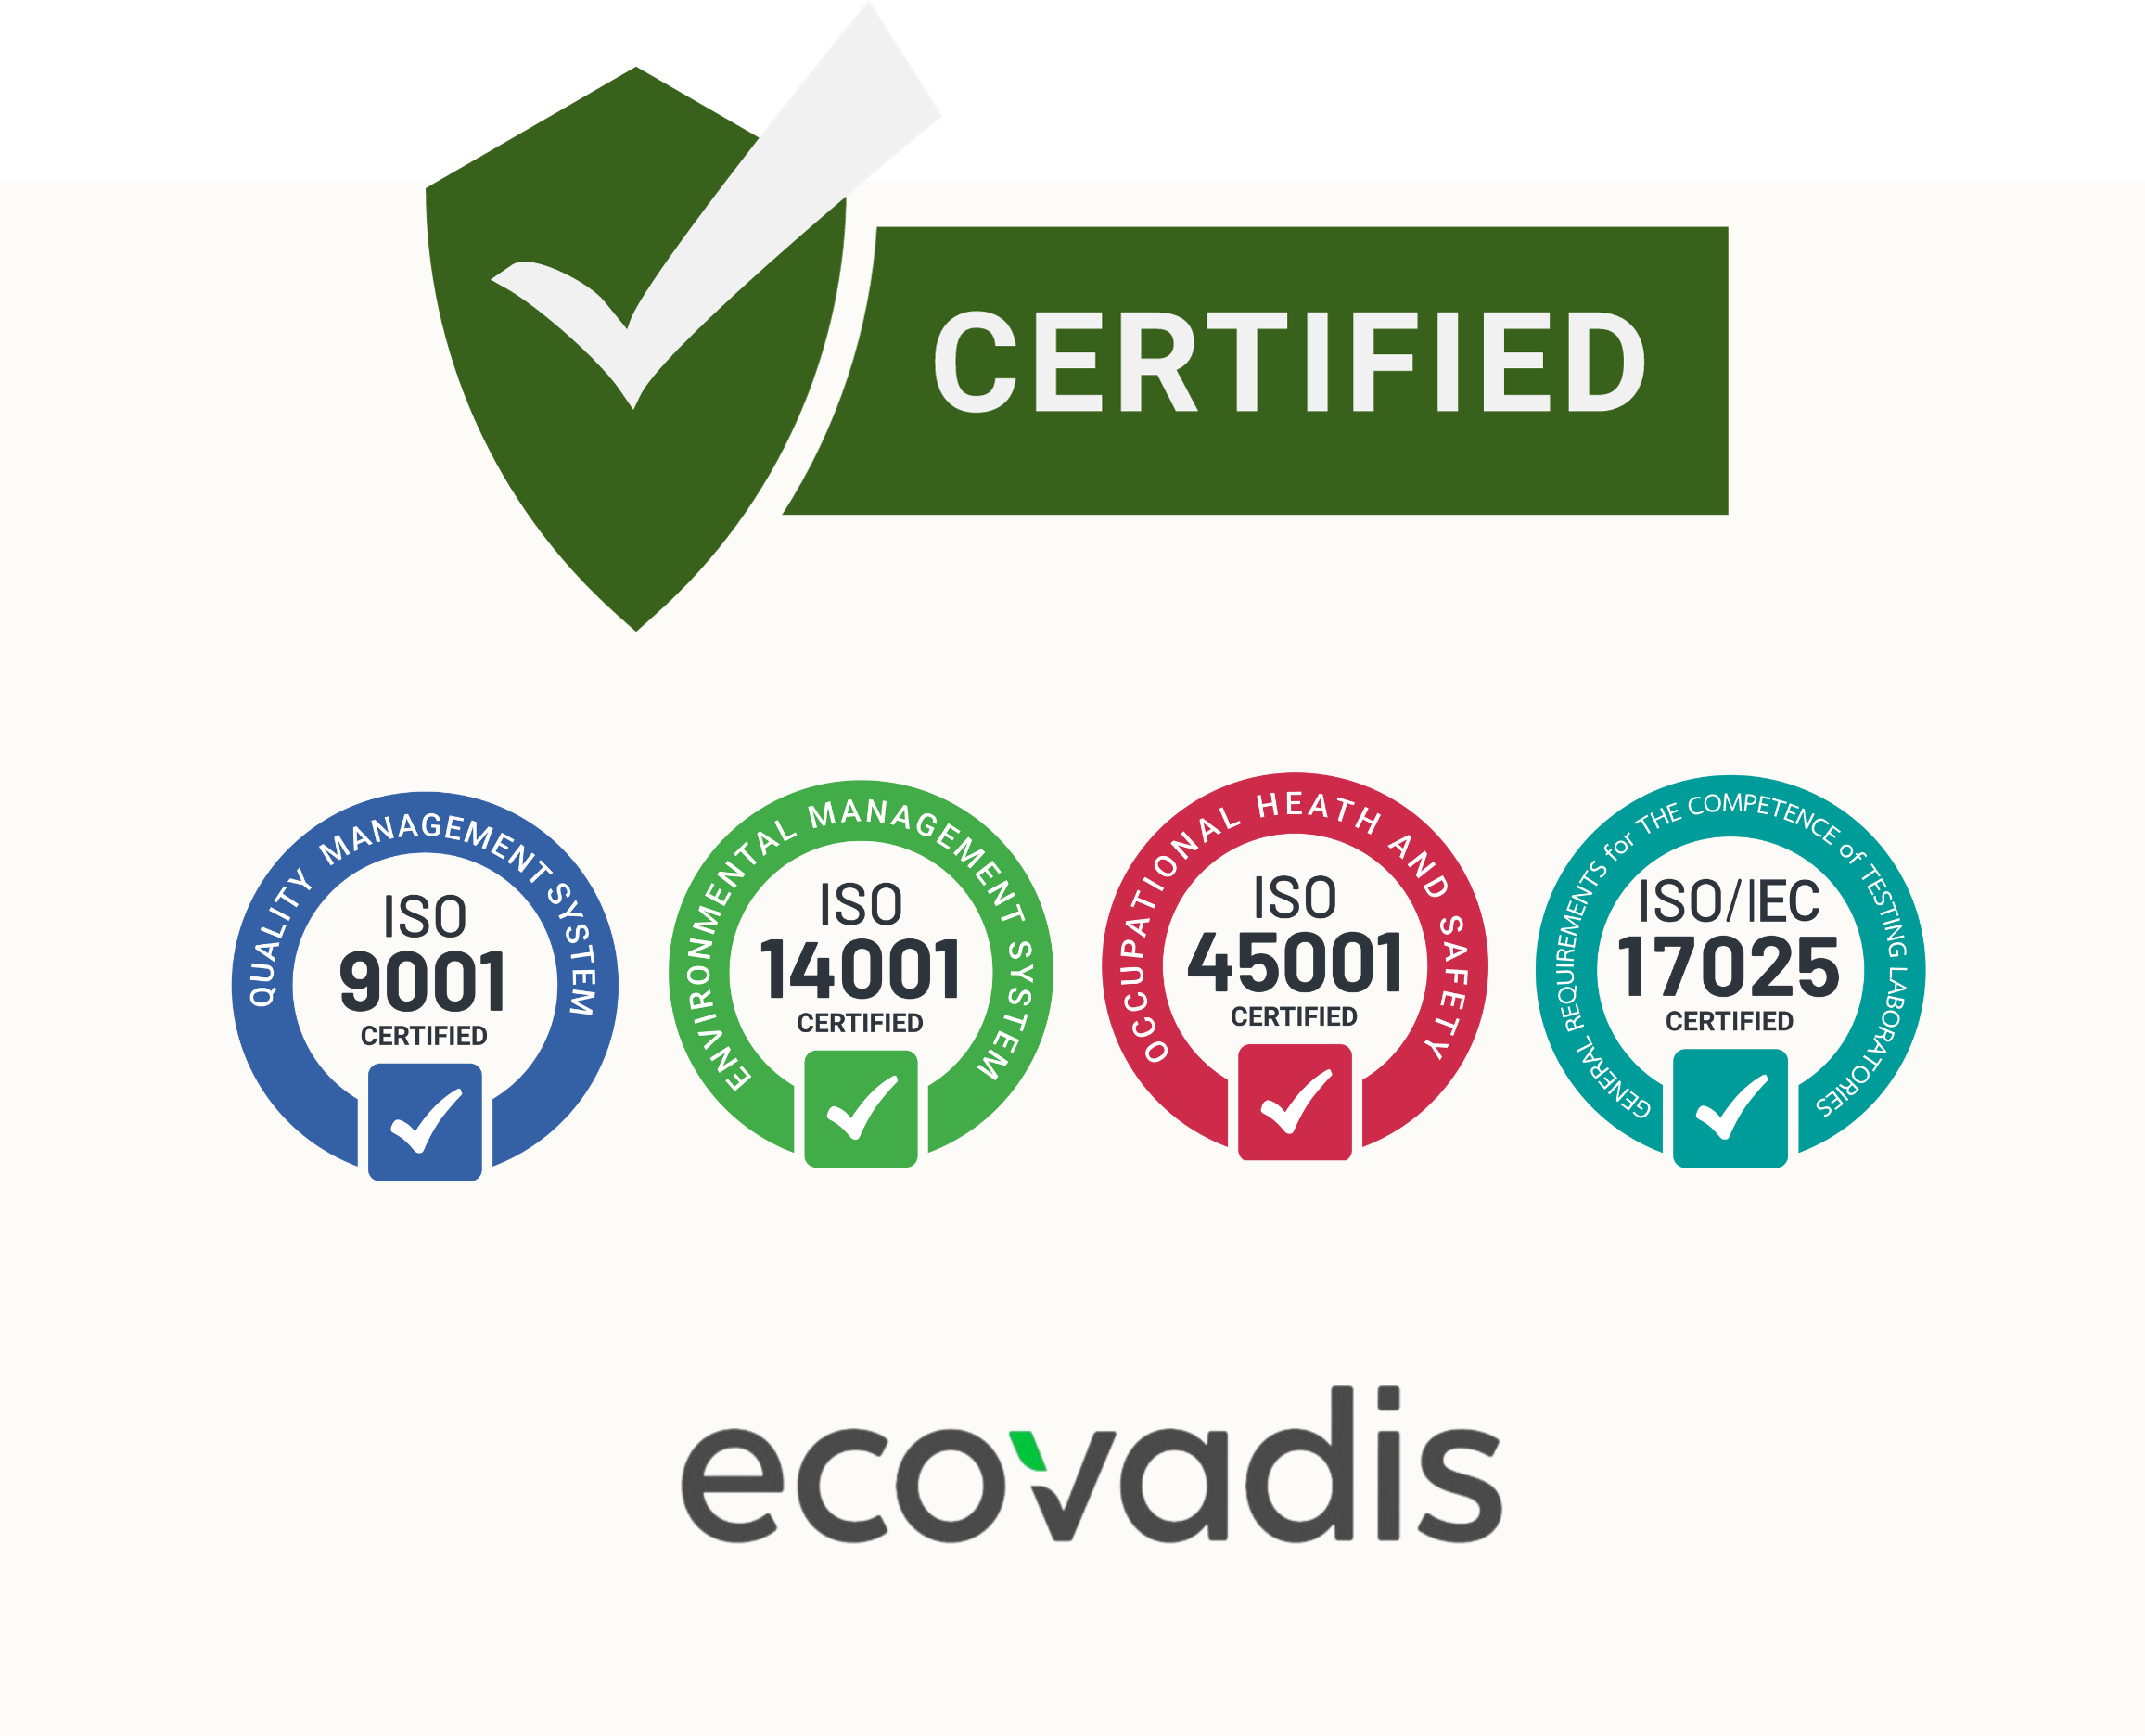 CERTIFIED
QUALITY MANAGEMENT SYSTEM
ISO
9001
CERTIFIED
ENVIRONMENTAL MANAGEMENT SYSTEM
ISO
14001
CERTIFIED
OCCUPATIONAL HEATH AND SAFETY
ISO
45001
CERTIFIED
GENERAL REQUIREMENTS for THE COMPETENCE of TESTING LABORATORIES
ISO/IEC
17025
CERTIFIED
ecovadis